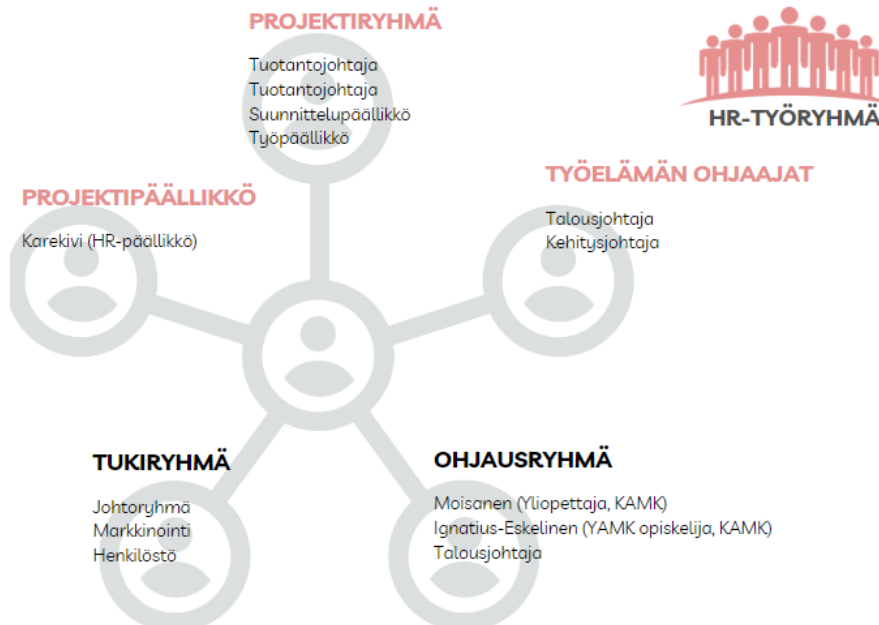 PROJEKTIRYHMÄ
Tuotantojohtaja
Tuotantojohtaja
Suunnittelupäällikkö
Työpäällikkö
HR-TYÖRYHMÄ
TYÖELÄMÄN OHJAAJAT
Talousjohtaja
Kehitysjohtaja
PROJEKTIPÄÄLLIKKÖ
Karekivi (HR-päällikkö)
TUKIRYHMÄ
Johtoryhmä
Markkinointi
Henkilöstö
OHJAUSRYHMÄ
Moisanen (Yliopettaja, KAMK)
Ignatius-Eskelinen (YAMK opiskelija, KAMK)
Talousjohtaja